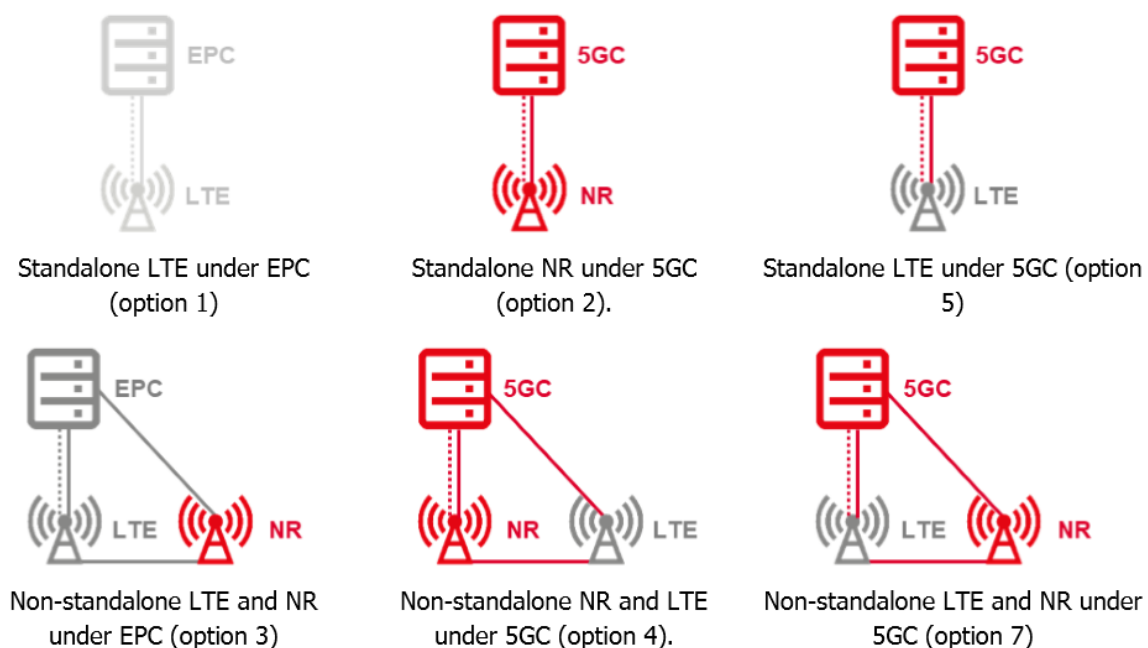 EPC
LTE
Standalone LTE under EPC
(option 1)
5GC
NR
Standalone NR under 5GC
(option 2).
5GC
LTE
Standalone LTE under 5GC (option
5)
EPC
LTE
NR
Non-standalone LTE and NR
under EPC (option 3)
5GC
NR
LTE
Non-standalone NR and LTE
under 5GC (option 4).
5GC
LTE
NR
Non-standalone LTE and NR under
5GC (option 7)